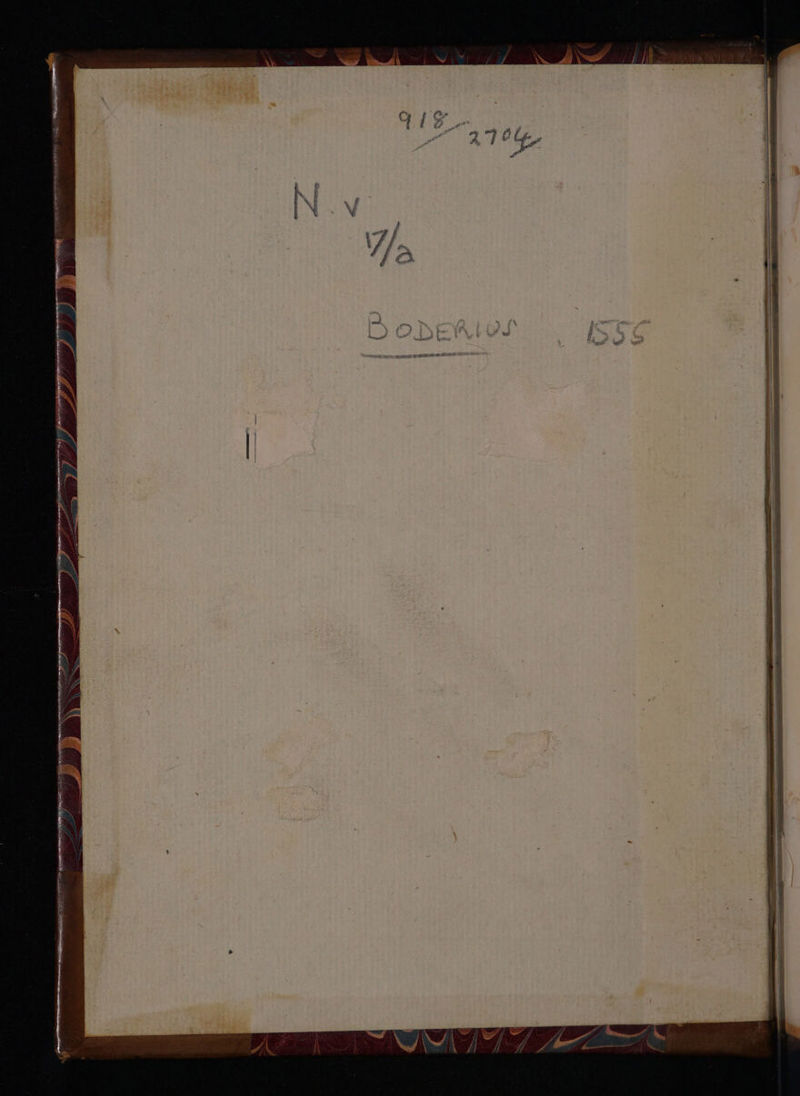 918/2704
N.v
17/a
BODERIUS . 1555